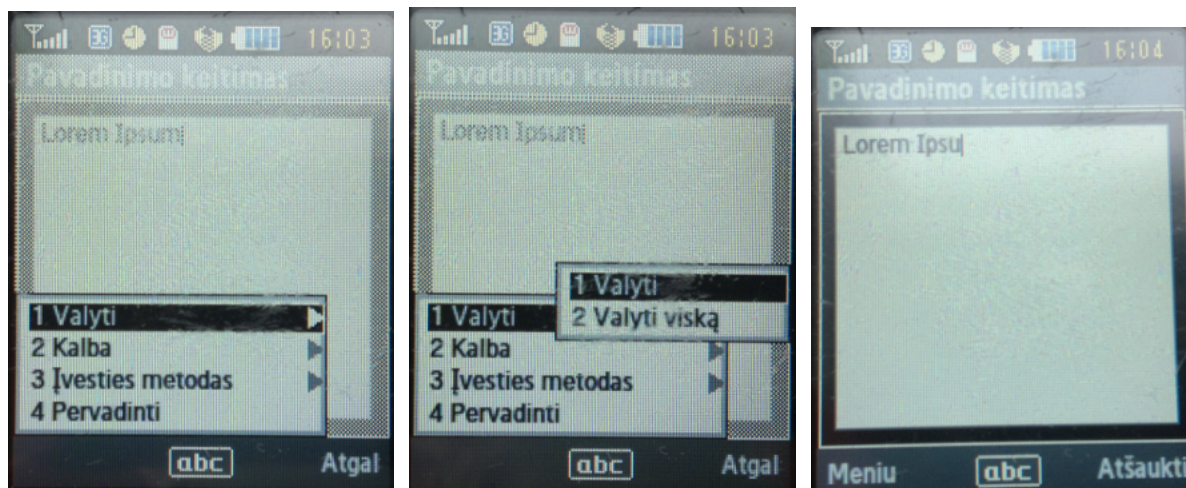 16:03
Pavadinimo keitimas
Lorem Ipsum
1 Valyti
2 Kalba
3 Įvesties metodas
4 Pervadinti
abc
Atgal
16:03
Pavadinimo keitimas
Lorem Ipsum
1 Valyti
2 Valyti viską
1 Valyti
2 Kalba
3 Įvesties metodas
4 Pervadinti
abc
Atgal
16:04
Pavadinimo keitimas
Lorem Ipsu
Meniu
abc
Atšaukti